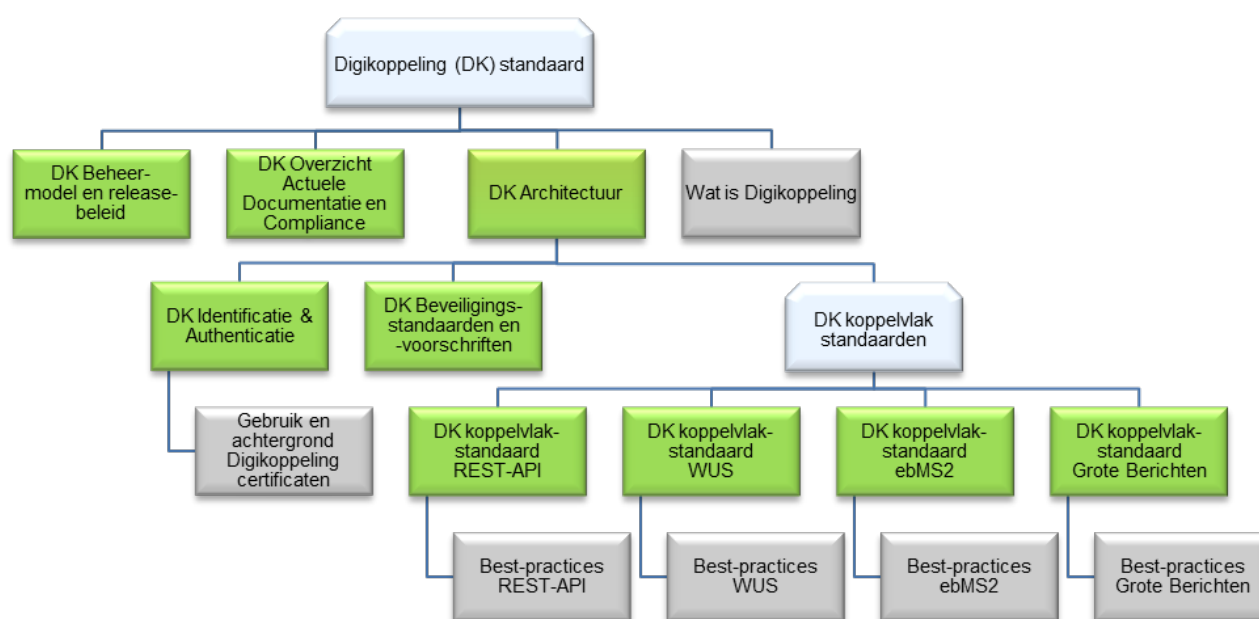 Digikoppeling (DK) standaard
DK Beheer-
model en release-
beleid
DK Overzicht
Actuele
Documentatie en
Compliance
DK Architectuur
Wat is Digikoppeling
DK Identificatie &
Authenticatie
DK Beveiligings-
standaarden en
-voorschriften
DK koppelvlak
standaarden
Gebruik en
achtergrond
Digikoppeling
certificaten
DK koppelvlak-
standaard
REST-API
DK koppelvlak-
standaard
WUS
DK koppelvlak-
standaard
ebMS2
DK koppelvlak-
standaard
Grote Berichten
Best-practices
REST-API
Best-practices
WUS
Best-practices
ebMS2
Best-practices
Grote Berichten